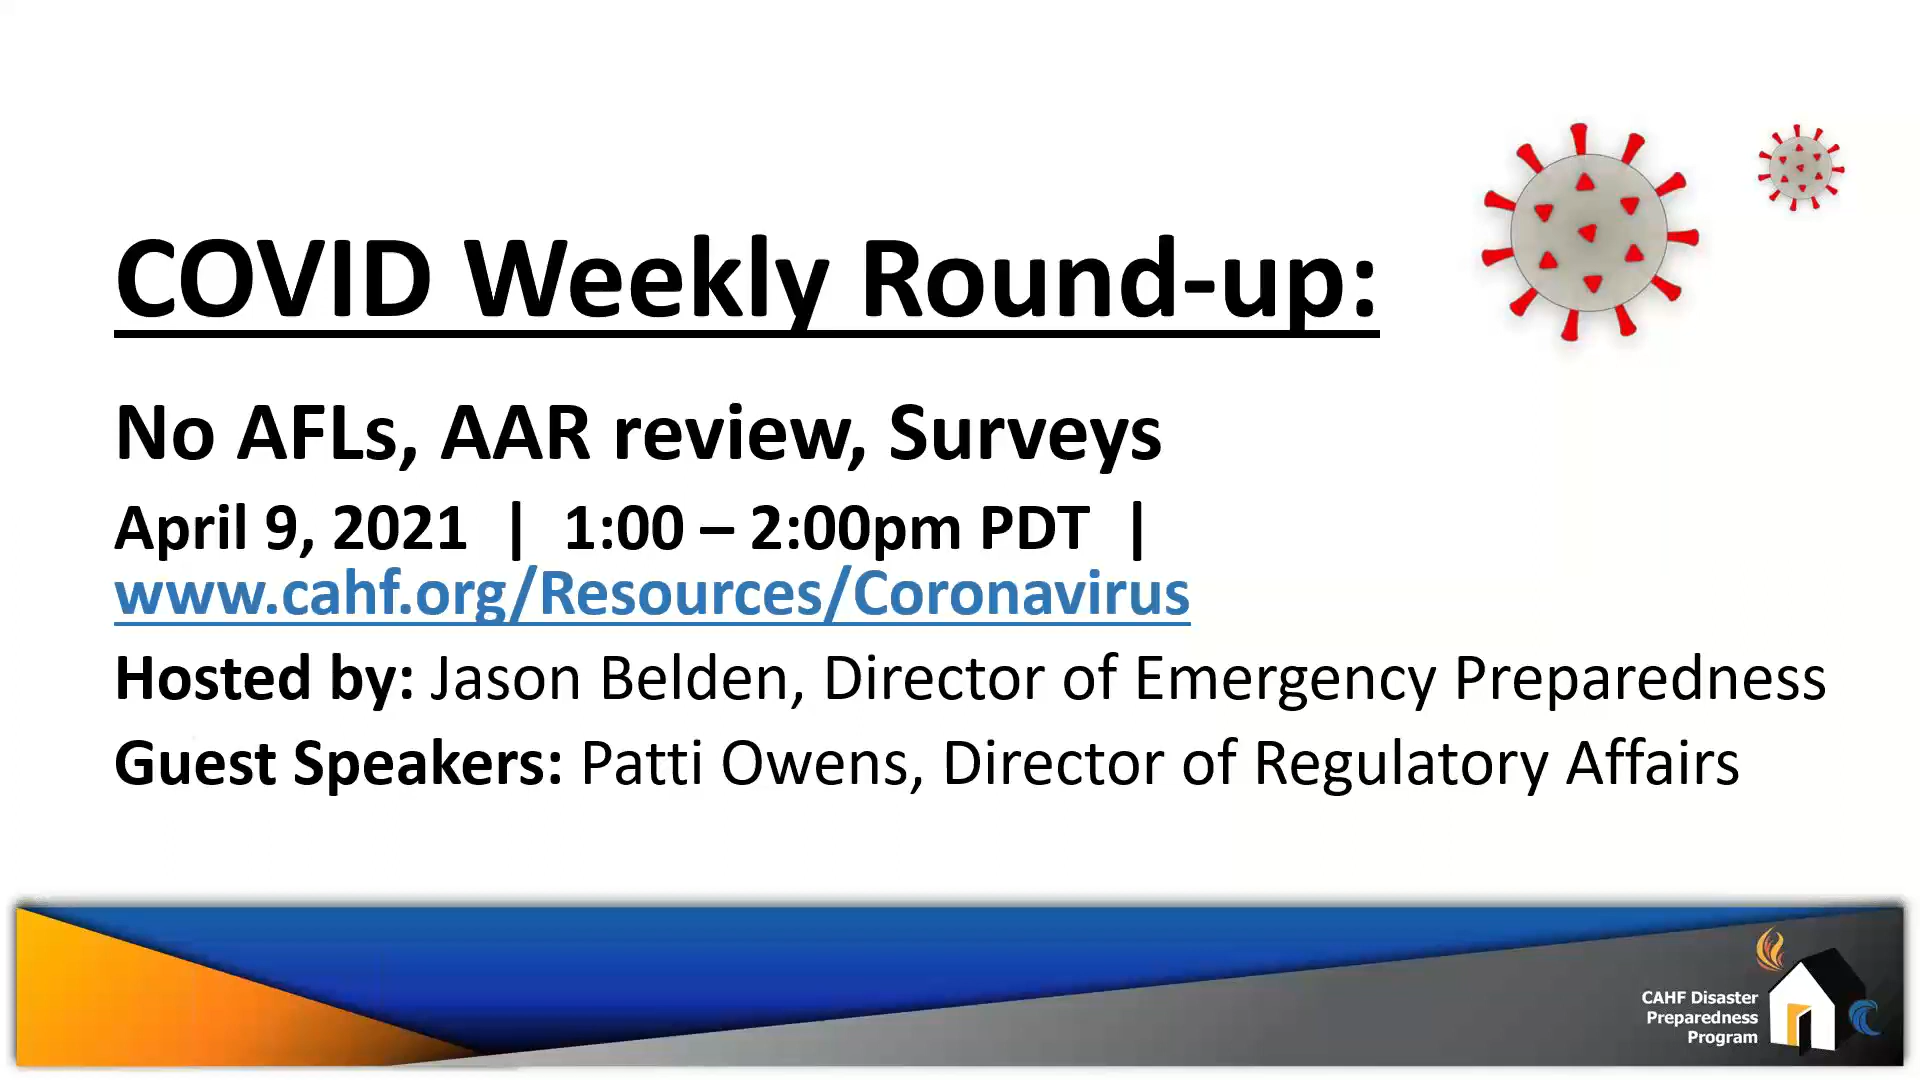 COVID Weekly Round-up:
No AFLs, AAR review, Surveys
April 9, 2021 | 1:00 – 2:00pm PDT |
www.cahf.org/Resources/Coronavirus
Hosted by: Jason Belden, Director of Emergency Preparedness
Guest Speakers: Patti Owens, Director of Regulatory Affairs
CAHF Disaster
Preparedness
Program